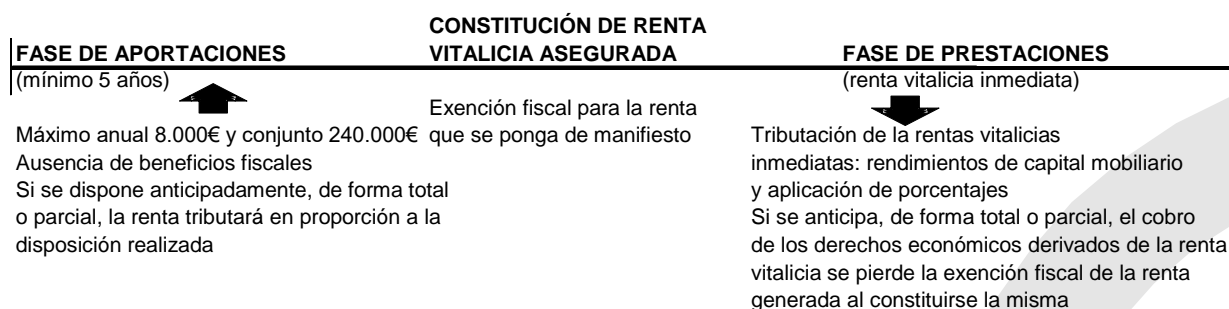 CONSTITUCIÓN DE RENTA
VITALICIA ASEGURADA
FASE DE APORTACIONES
(mínimo 5 años)
Máximo anual 8.000€ y conjunto 240.000€
Ausencia de beneficios fiscales
Si se dispone anticipadamente, de forma total
o parcial, la renta tributará en proporción a la
disposición realizada
Exención fiscal para la renta
que se ponga de manifiesto
FASE DE PRESTACIONES
(renta vitalicia inmediata)
Tributación de la rentas vitalicias
inmediatas: rendimientos de capital mobiliario
y aplicación de porcentajes
Si se anticipa, de forma total o parcial, el cobro
de los derechos económicos derivados de la renta
vitalicia se pierde la exención fiscal de la renta
generada al constituirse la misma